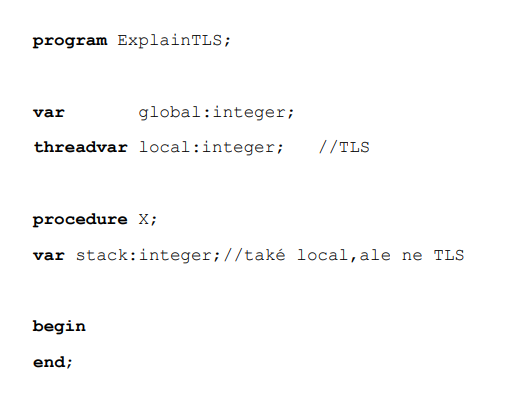 program ExplainTLS;
var global:integer;
threadvar local:integer; //TLS
procedure X;
var stack:integer;//také local,ale ne TLS
begin
end;